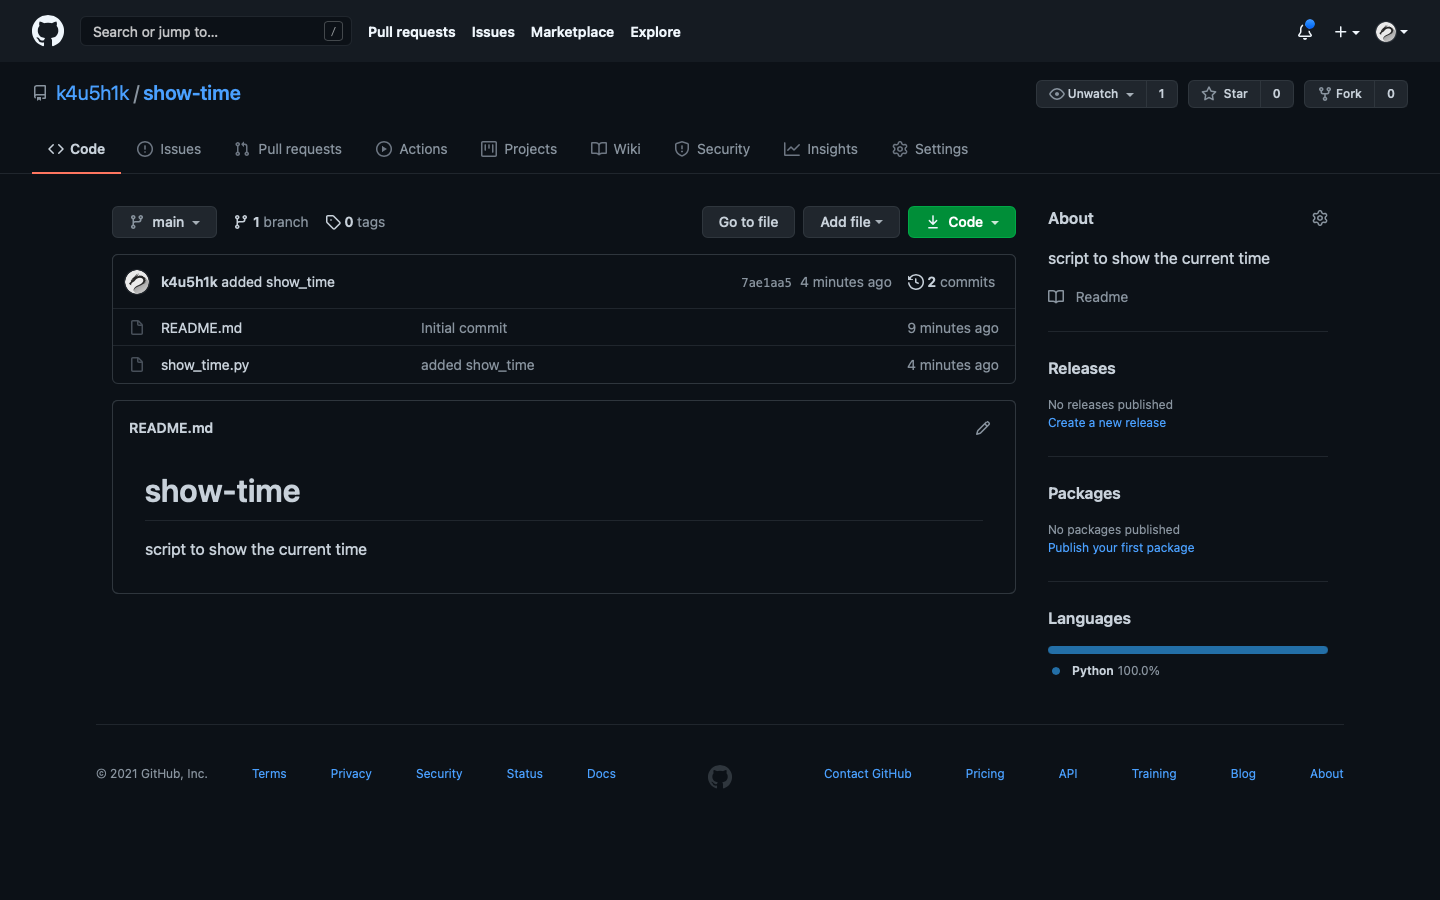 Search or jump to... /
Pull requests Issues Marketplace Explore
k4u5h1k / show-time
Unwatch 1 Star 0 Fork 0
Code Issues Pull requests Actions Projects Wiki Security Insights Settings
main 1 branch 0 tags
Go to file Add file Code
k4u5h1k added show_time 7ae1aa5 4 minutes ago 2 commits
README.md Initial commit 9 minutes ago
show_time.py added show_time 4 minutes ago
README.md
show-time
script to show the current time
About
script to show the current time
Readme
Releases
No releases published
Create a new release
Packages
No packages published
Publish your first package
Languages
Python 100.0%
© 2021 GitHub, Inc. Terms Privacy Security Status Docs Contact GitHub Pricing API Training Blog About